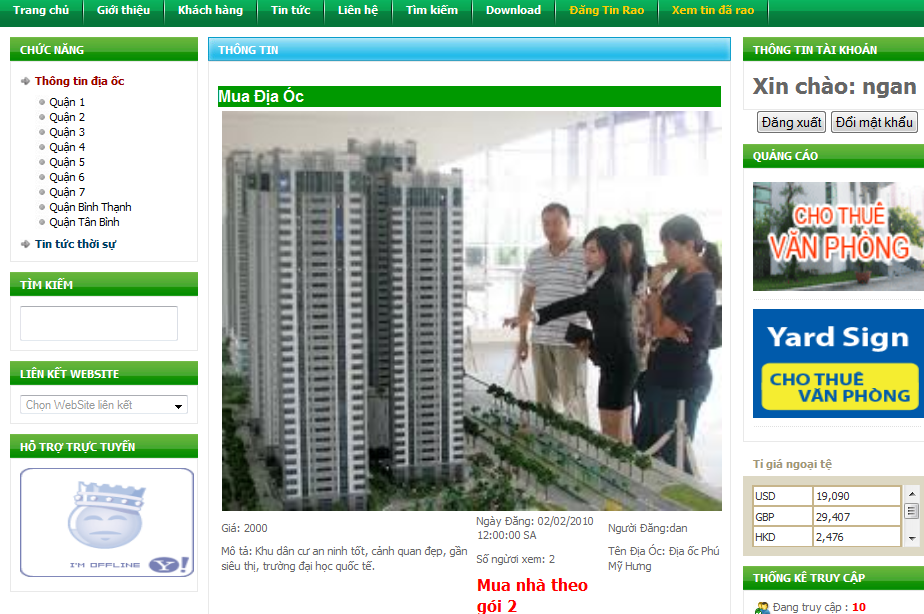 Trang chủ Giới thiệu Khách hàng Tin tức Liên hệ Tìm kiếm Download Đăng Tin Rao Xem tin đã rao
CHỨC NĂNG
Thông tin địa ốc
Quận 1
Quận 2
Quận 3
Quận 4
Quận 5
Quận 6
Quận 7
Quận Bình Thạnh
Quận Tân Bình
Tin tức thời sự
TÌM KIẾM
LIÊN KẾT WEBSITE
Chọn WebSite liên kết
HỖ TRỢ TRỰC TUYẾN
I'M OFFLINE Y!
THÔNG TIN
Mua Địa Ốc
Giá: 2000
Mô tả: Khu dân cư an ninh tốt, cảnh quan đẹp, gần
siêu thị, trường đại học quốc tế.
Ngày Đăng: 02/02/2010
12:00:00 SA
Số người xem: 2
Mua nhà theo
gói 2
Người Đăng:dan
Tên Địa Ốc: Địa ốc Phú
Mỹ Hưng
THÔNG TIN TÀI KHOẢN
Xin chào: ngan
Đăng xuất Đổi mật khẩu
QUẢNG CÁO
CHO THUÊ
VĂN PHÒNG
Yard Sign
CHO THUÊ
VĂN PHÒNG
Tỉ giá ngoại tệ
USD 19,090
GBP 29,407
HKD 2,476
THỐNG KÊ TRUY CẬP
Đang truy cập : 10